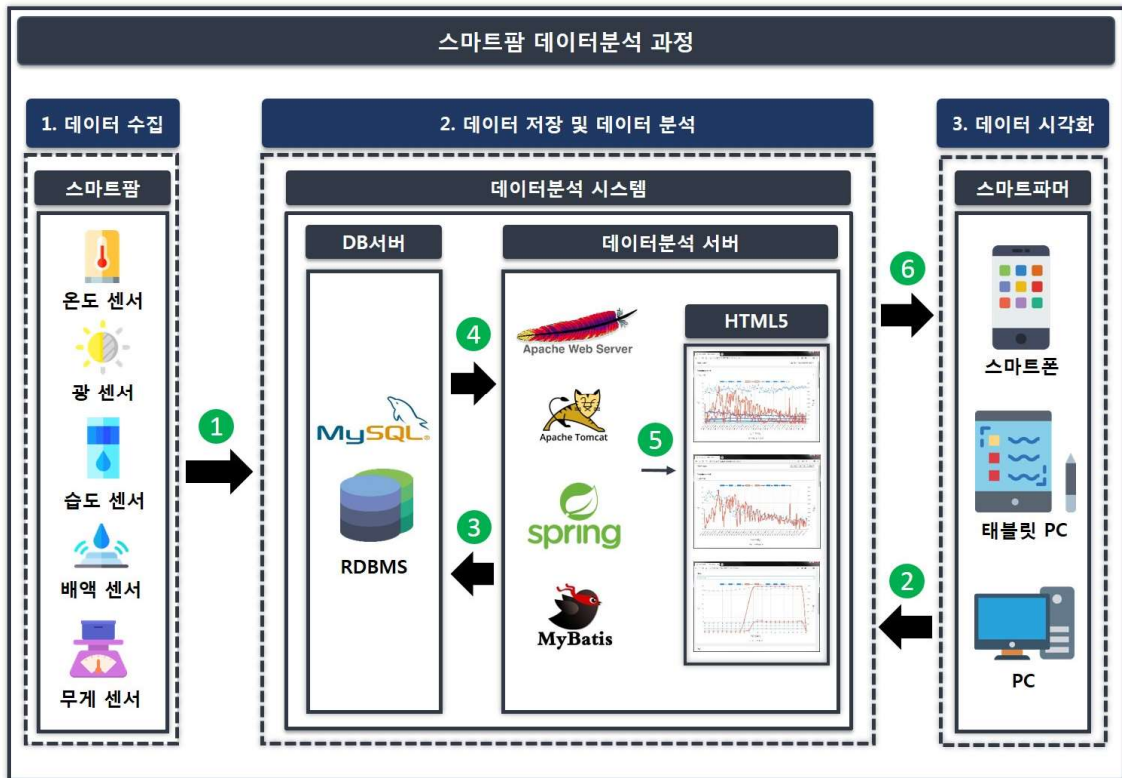 스마트팜 데이터분석 과정
1. 데이터 수집
스마트팜
온도 센서
광 센서
습도 센서
배액 센서
무게 센서
1
2. 데이터 저장 및 데이터 분석
데이터분석 시스템
DB서버
MySQL®
RDBMS
4
3
데이터분석 서버
Apache Web Server
Apache Tomcat
spring
MyBatis
5
HTML5
6
2
3. 데이터 시각화
스마트파머
스마트폰
태블릿 PC
PC